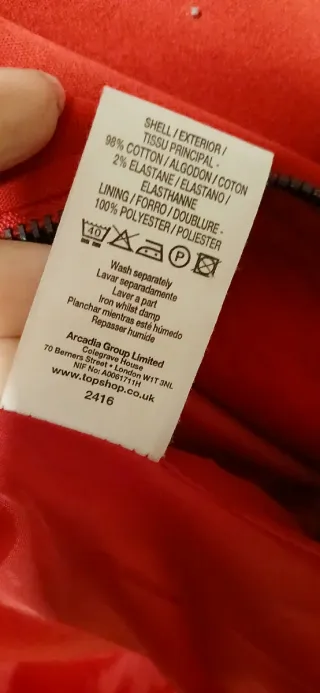 SHELL / EXTERIOR /
TISSU PRINCIPAL -
98% COTTON / ALGODON / COTON
2% ELASTANE / ELASTANO /
ELASTHANNE
LINING / FORRO / DOUBLURE -
100% POLYESTER / POLIESTER
40 P
Wash separately
Lavar separadamente
Laver a part
Iron whilst damp
Planchar mientras esté húmedo
Repasser humide
Arcadia Group Limited
Colegrave House
70 Berners Street • London W1T 3NL
NIF No: A0061711H
www.topshop.co.uk
2416